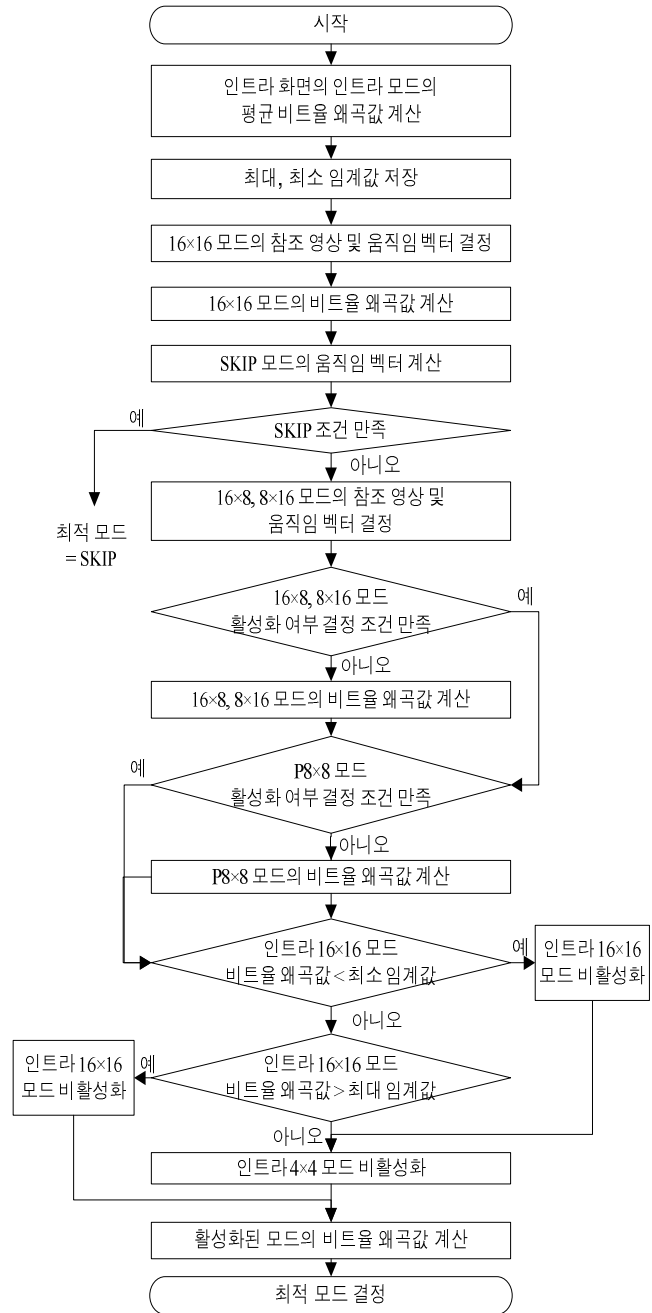 시작
인트라 화면의 인트라 모드의
평균 비트율 왜곡값 계산
최대, 최소 임계값 저장
16×16 모드의 참조 영상 및 움직임 벡터 결정
16×16 모드의 비트율 왜곡값 계산
SKIP 모드의 움직임 벡터 계산
예
SKIP 조건 만족
아니오
최적 모드
= SKIP
16×8, 8×16 모드의 참조 영상 및
움직임 벡터 결정
16×8, 8×16 모드
활성화 여부 결정 조건 만족
예
아니오
16×8, 8×16 모드의 비트율 왜곡값 계산
예
P8×8 모드
활성화 여부 결정 조건 만족
아니오
P8×8 모드의 비트율 왜곡값 계산
인트라 16×16 모드
비트율 왜곡값 < 최소 임계값
예
인트라 16×16
모드 비활성화
아니오
인트라 16×16
모드 비활성화
예
인트라 16×16 모드
비트율 왜곡값 > 최대 임계값
아니오
인트라 4×4 모드 비활성화
활성화된 모드의 비트율 왜곡값 계산
최적 모드 결정